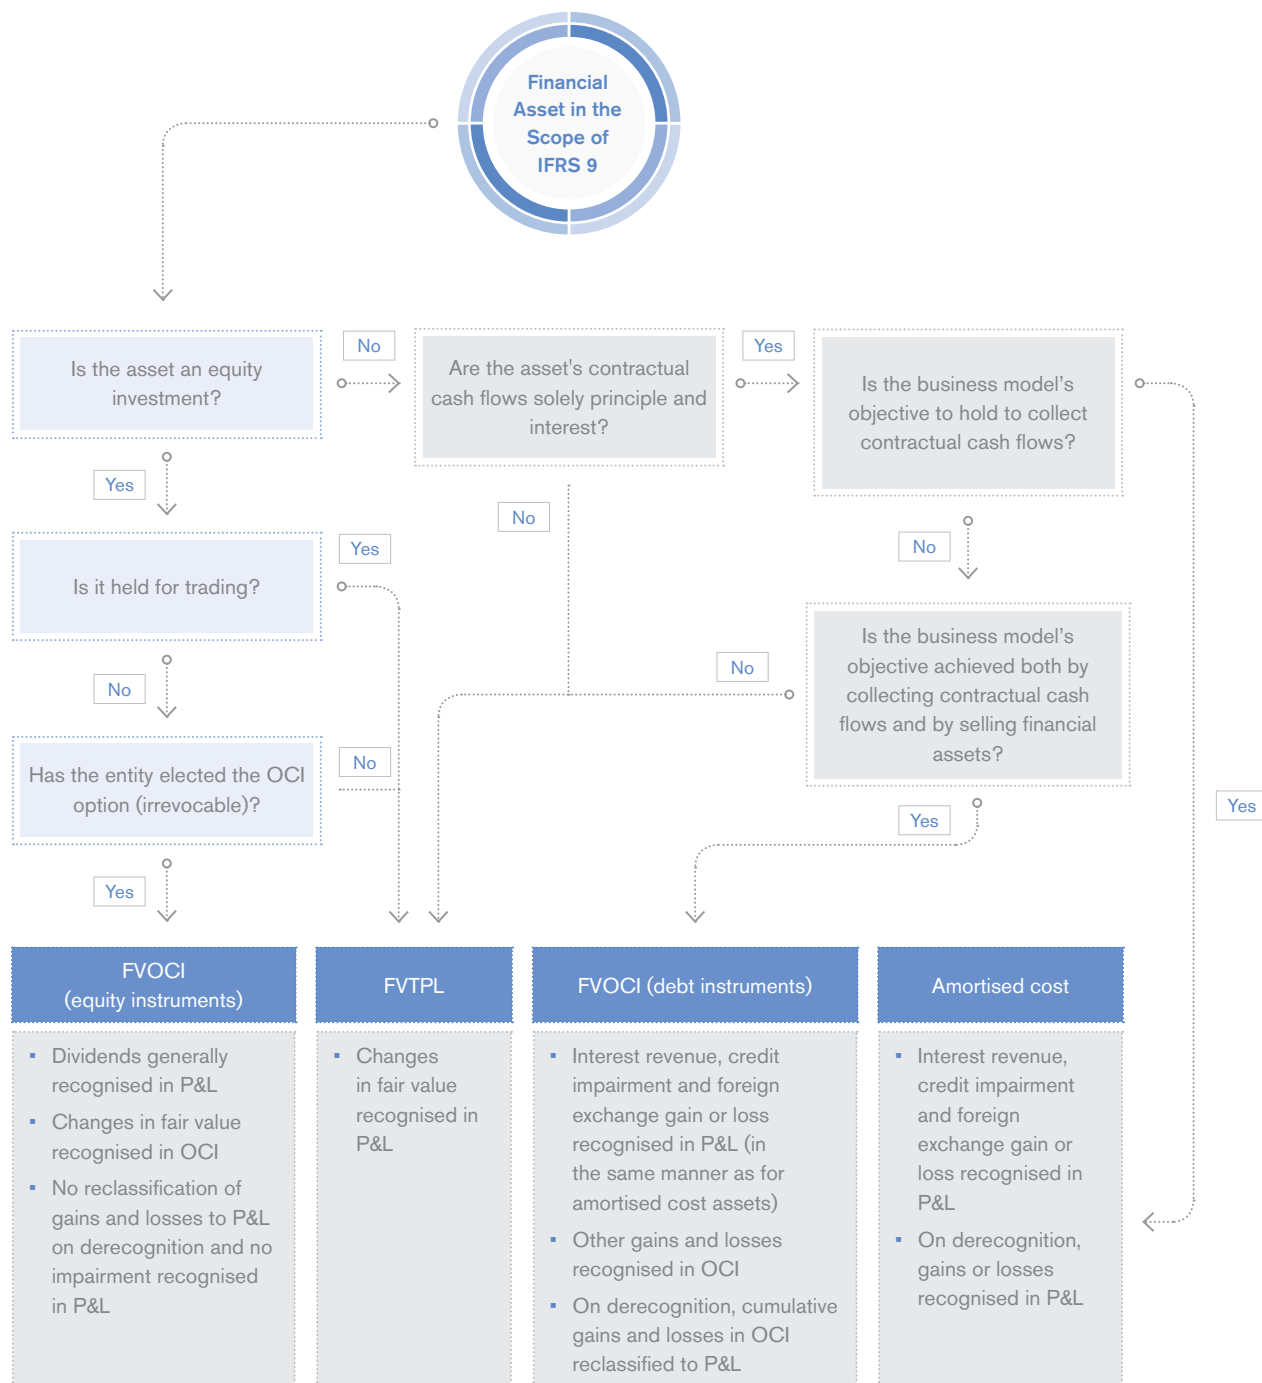 Financial
Asset in the
Scope of
IFRS 9
Is the asset an equity
investment?
No
Are the asset's contractual
cash flows solely principle and
interest?
Yes
Is the business model's
objective to hold to collect
contractual cash flows?
Yes
No
No
Is it held for trading?
Yes
Is the business model's
objective achieved both by
collecting contractual cash
flows and by selling financial
assets?
No
No
Has the entity elected the OCI
option (irrevocable)?
No
Yes
Yes
Yes
FVOCI
(equity instruments)
▪ Dividends generally
recognised in P&L
▪ Changes in fair value
recognised in OCI
▪ No reclassification of
gains and losses to P&L
on derecognition and no
impairment recognised
in P&L
FVTPL
▪ Changes
in fair value
recognised in
P&L
FVOCI (debt instruments)
▪ Interest revenue, credit
impairment and foreign
exchange gain or loss
recognised in P&L (in
the same manner as for
amortised cost assets)
▪ Other gains and losses
recognised in OCI
▪ On derecognition, cumulative
gains and losses in OCI
reclassified to P&L
Amortised cost
▪ Interest revenue,
credit impairment
and foreign
exchange gain or
loss recognised in
P&L
▪ On derecognition,
gains or losses
recognised in P&L